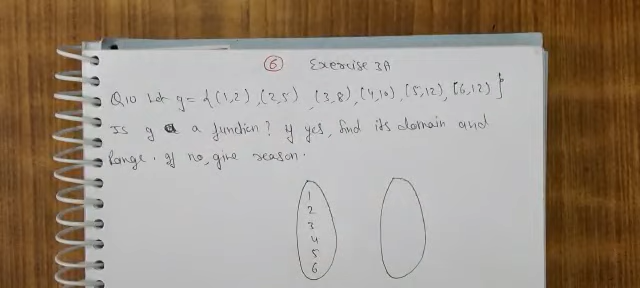 6 Exercise 3A
Q10 Let g = {(1,2), (2,5), (3,8), (4,10), (5,12), (6,12)}
Is g a function? If yes, find its domain and
Range. If no, give reason.
1
2
3
4
5
6